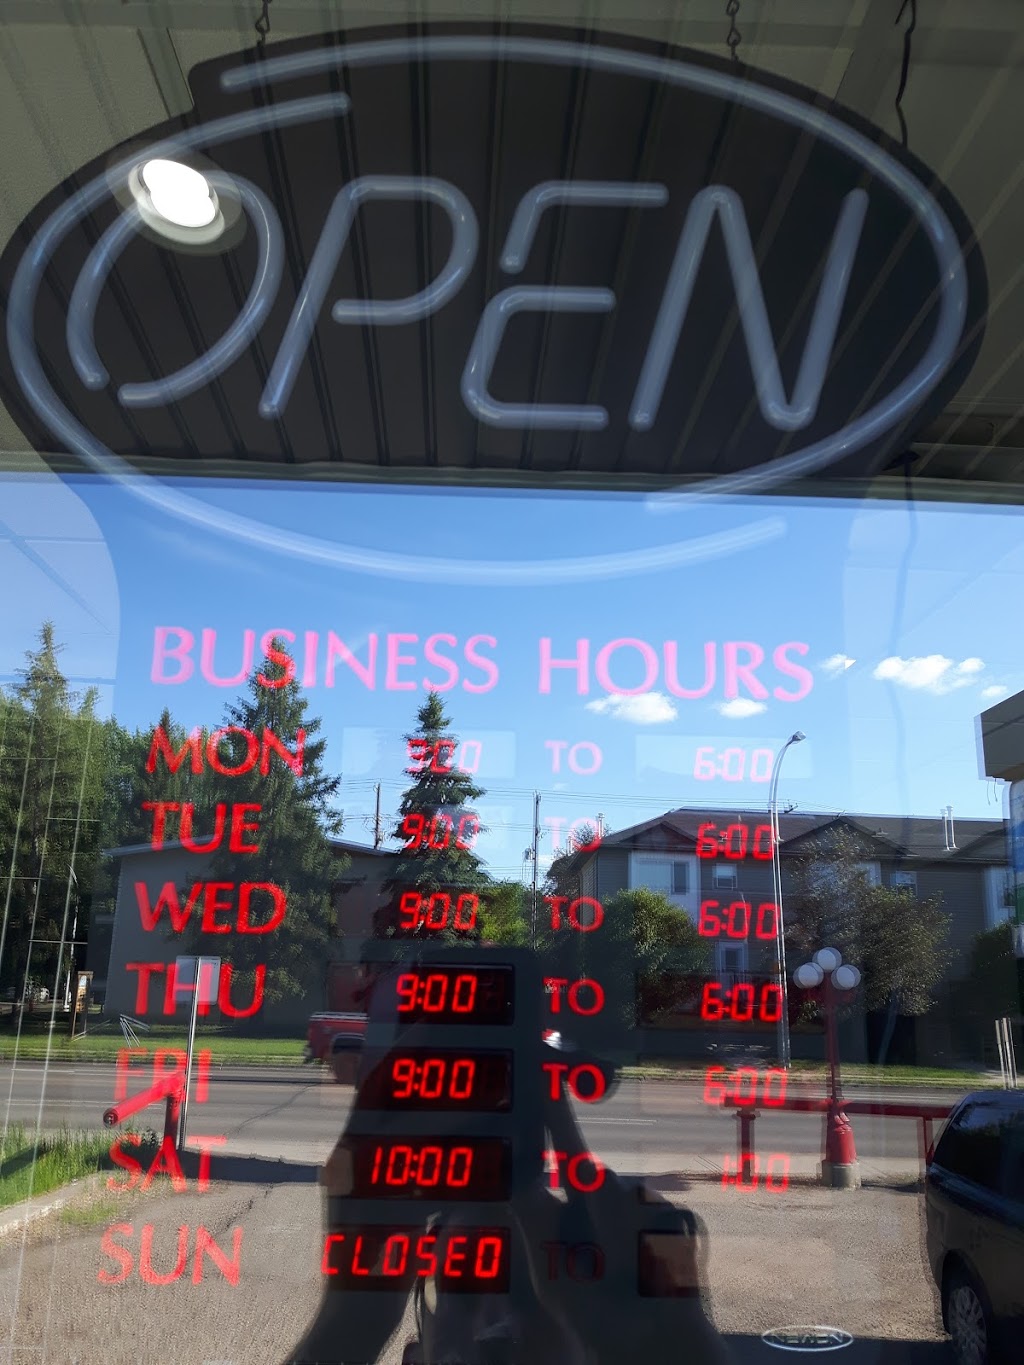 OPEN
BUSINESS HOURS
MON 9:00 TO 6:00
TUE 9:00 TO 6:00
WED 9:00 TO 6:00
THU 9:00 TO 6:00
FRI 9:00 TO 6:00
SAT 10:00 TO 1:00
SUN CLOSED TO
NEWON